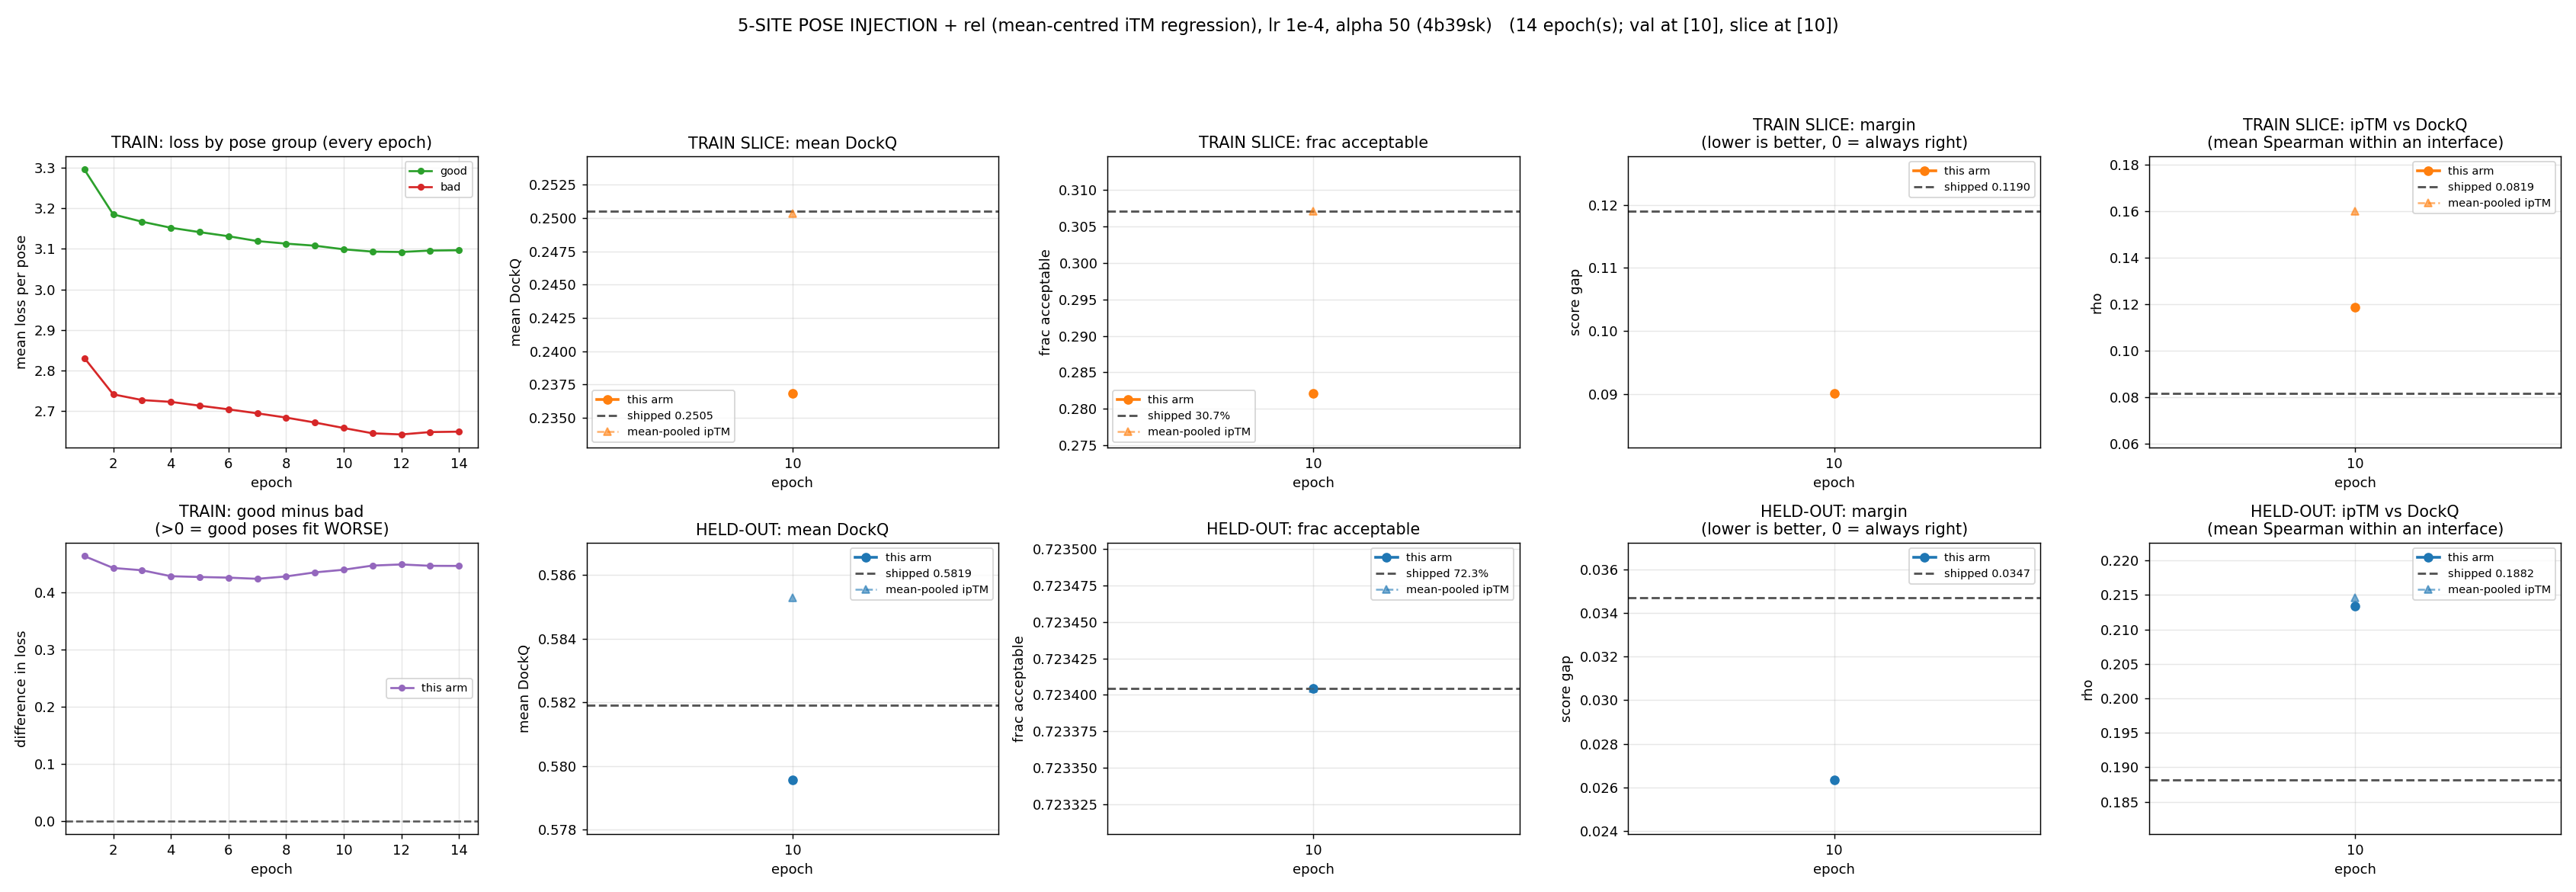 5-SITE POSE INJECTION + rel (mean-centred iTM regression), lr 1e-4, alpha 50 (4b39sk)   (14 epoch(s); val at [10], slice at [10])
TRAIN: loss by pose group (every epoch)
mean loss per pose
3.3
3.2
3.1
3.0
2.9
2.8
2.7
good
bad
2 4 6 8 10 12 14
epoch
TRAIN SLICE: mean DockQ
mean DockQ
0.2525
0.2500
0.2475
0.2450
0.2425
0.2400
0.2375
0.2350
this arm
shipped 0.2505
mean-pooled ipTM
10
epoch
TRAIN SLICE: frac acceptable
frac acceptable
0.310
0.305
0.300
0.295
0.290
0.285
0.280
0.275
this arm
shipped 30.7%
mean-pooled ipTM
10
epoch
TRAIN SLICE: margin
(lower is better, 0 = always right)
score gap
0.12
0.11
0.10
0.09
this arm
shipped 0.1190
10
epoch
TRAIN SLICE: ipTM vs DockQ
(mean Spearman within an interface)
rho
0.18
0.16
0.14
0.12
0.10
0.08
0.06
this arm
shipped 0.0819
mean-pooled ipTM
10
epoch
TRAIN: good minus bad
(>0 = good poses fit WORSE)
difference in loss
0.4
0.3
0.2
0.1
0.0
this arm
2 4 6 8 10 12 14
epoch
HELD-OUT: mean DockQ
mean DockQ
0.586
0.584
0.582
0.580
0.578
this arm
shipped 0.5819
mean-pooled ipTM
10
epoch
HELD-OUT: frac acceptable
frac acceptable
0.723500
0.723475
0.723450
0.723425
0.723400
0.723375
0.723350
0.723325
this arm
shipped 72.3%
mean-pooled ipTM
10
epoch
HELD-OUT: margin
(lower is better, 0 = always right)
score gap
0.036
0.034
0.032
0.030
0.028
0.026
0.024
this arm
shipped 0.0347
10
epoch
HELD-OUT: ipTM vs DockQ
(mean Spearman within an interface)
rho
0.220
0.215
0.210
0.205
0.200
0.195
0.190
0.185
this arm
shipped 0.1882
mean-pooled ipTM
10
epoch